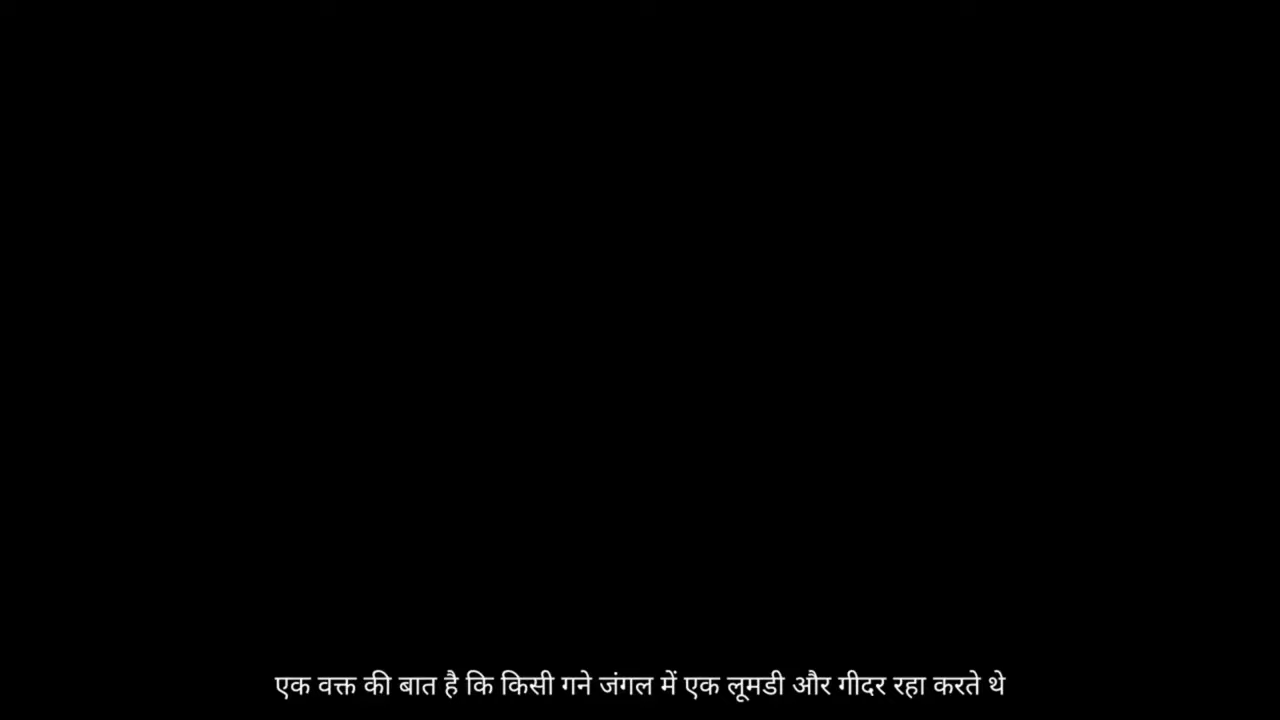 एक वक्त की बात है कि किसी गने जंगल में एक लूमडी और गीदर रहा करते थे